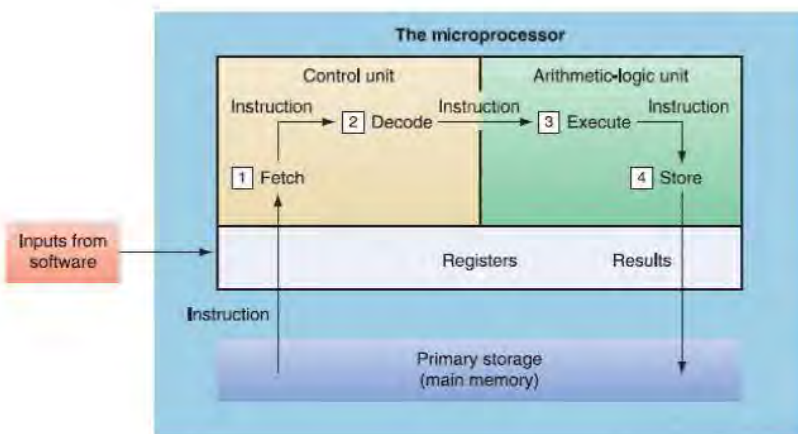 The microprocessor
Control unit
Arithmetic-logic unit
Instruction
Instruction
Instruction
2 Decode
3 Execute
1 Fetch
4 Store
Inputs from
software
Registers
Results
Instruction
Primary storage
(main memory)